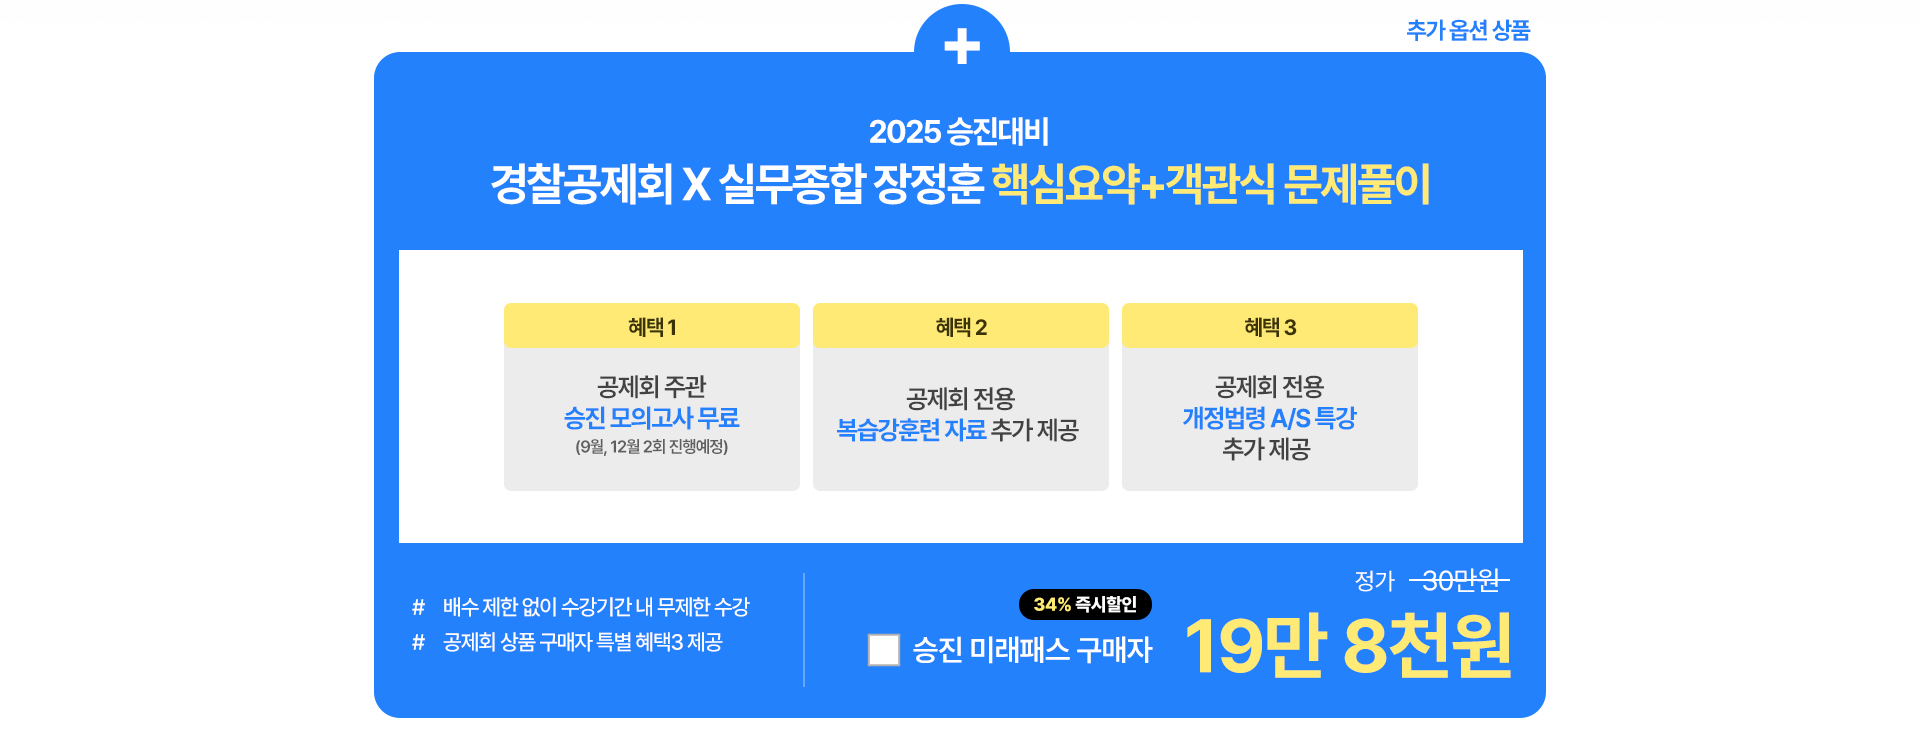 추가 옵션 상품
+
2025 승진대비
경찰공제회 X 실무종합 장정훈 핵심요약+객관식 문제풀이
혜택 1
공제회 주관
승진 모의고사 무료
(9월, 12월 2회 진행예정)
혜택 2
공제회 전용
복습강훈련 자료 추가 제공
혜택 3
공제회 전용
개정법령 A/S 특강
추가 제공
# 배수 제한 없이 수강기간 내 무제한 수강
# 공제회 상품 구매자 특별 혜택3 제공
34% 즉시할인
승진 미래패스 구매자
정가 30만원
19만 8천원